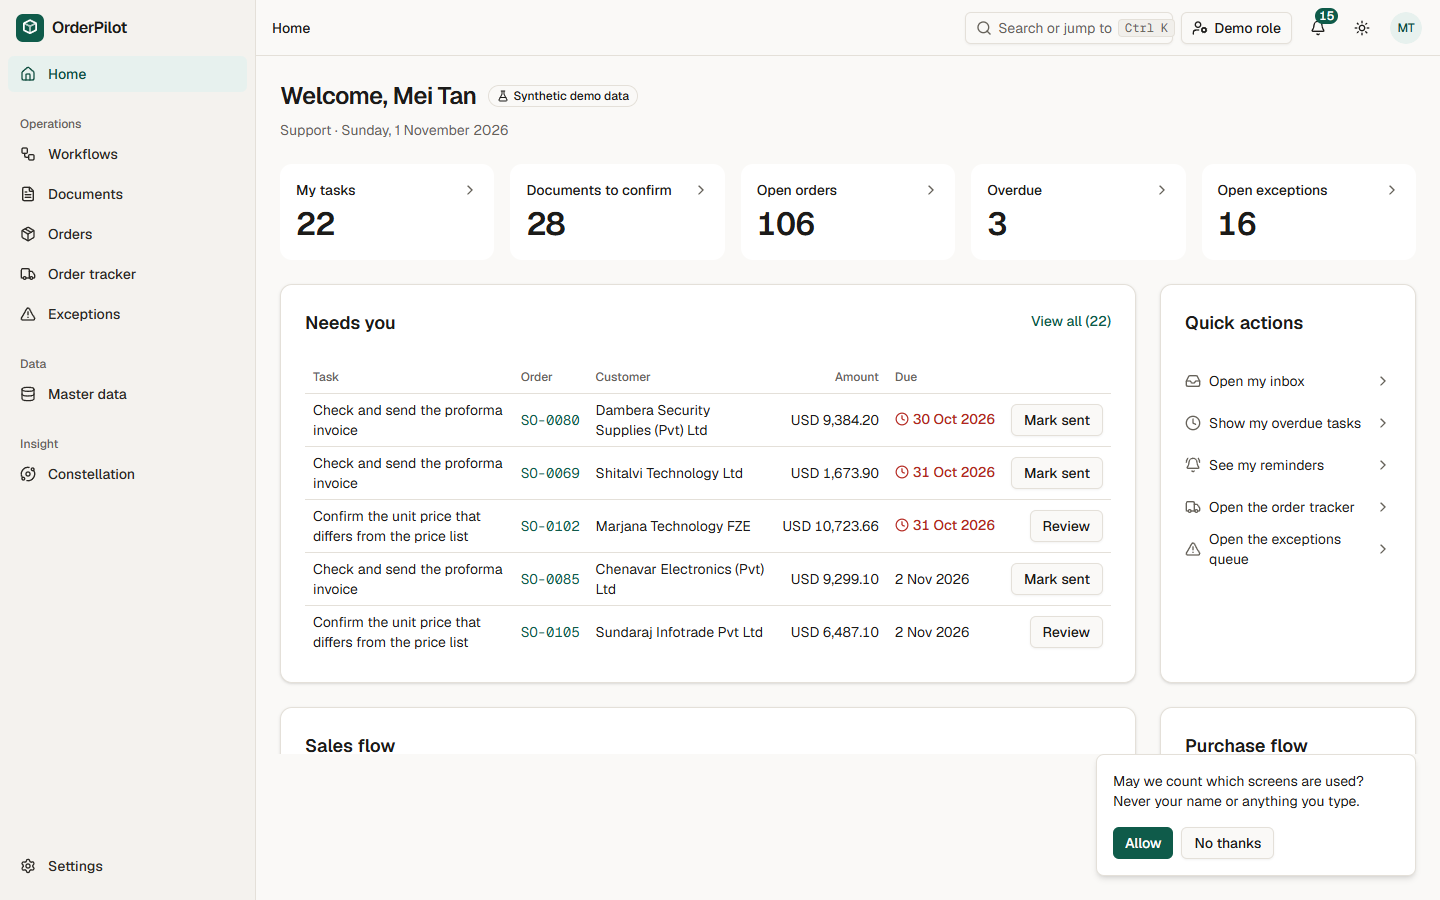 OrderPilot
Home
Search or jump to
Ctrl K
Demo role
15
MT
Home
Operations
Workflows
Documents
Orders
Order tracker
Exceptions
Data
Master data
Insight
Constellation
Settings
Welcome, Mei Tan
Synthetic demo data
Support · Sunday, 1 November 2026
My tasks
22
Documents to confirm
28
Open orders
106
Overdue
3
Open exceptions
16
Needs you
View all (22)
Task Order Customer Amount Due
Check and send the proforma
invoice
SO-0080
Dambera Security
Supplies (Pvt) Ltd
USD 9,384.20
30 Oct 2026
Mark sent
Check and send the proforma
invoice
SO-0069
Shitalvi Technology Ltd
USD 1,673.90
31 Oct 2026
Mark sent
Confirm the unit price that
differs from the price list
SO-0102
Marjana Technology FZE
USD 10,723.66
31 Oct 2026
Review
Check and send the proforma
invoice
SO-0085
Chenavar Electronics (Pvt)
Ltd
USD 9,299.10
2 Nov 2026
Mark sent
Confirm the unit price that
differs from the price list
SO-0105
Sundaraj Infotrade Pvt Ltd
USD 6,487.10
2 Nov 2026
Review
Quick actions
Open my inbox
Show my overdue tasks
See my reminders
Open the order tracker
Open the exceptions
queue
Sales flow
Purchase flow
May we count which screens are used?
Never your name or anything you type.
Allow
No thanks